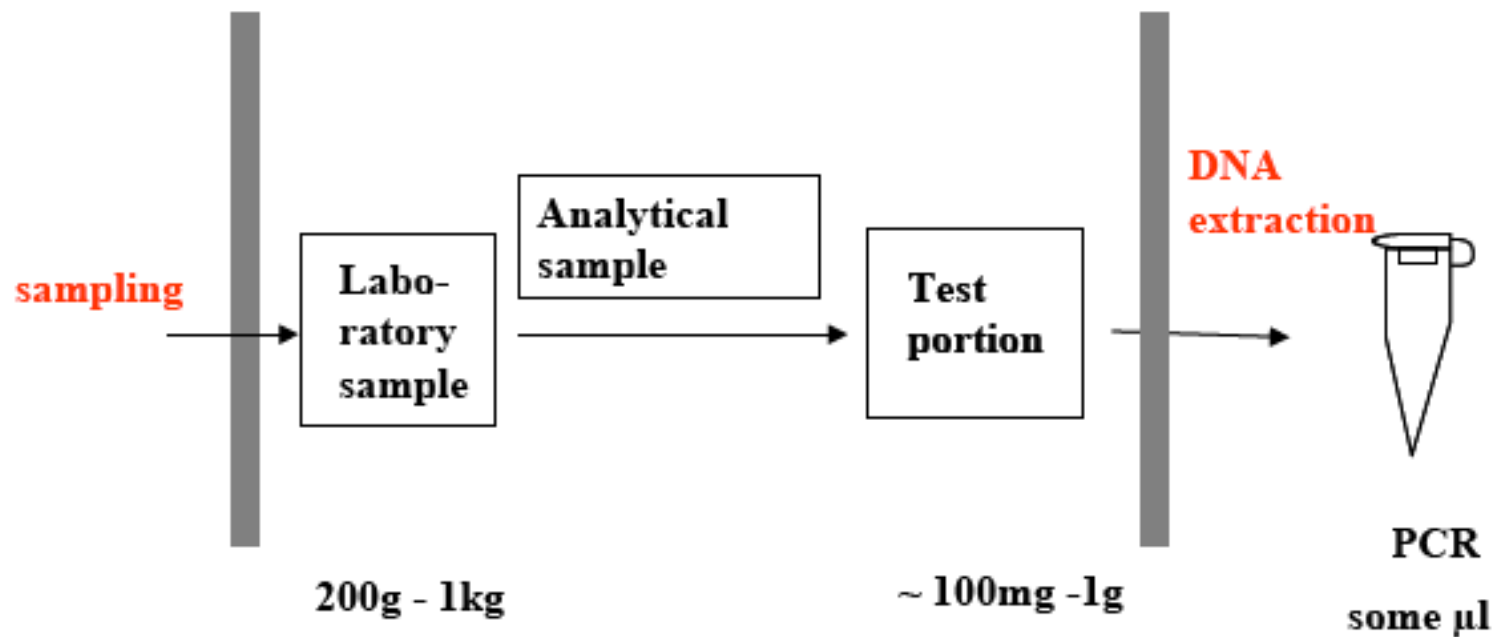 sampling
Labo-
ratory
sample
Analytical
sample
Test
portion
DNA
extraction
200g - 1kg
~ 100mg -1g
PCR
some µl